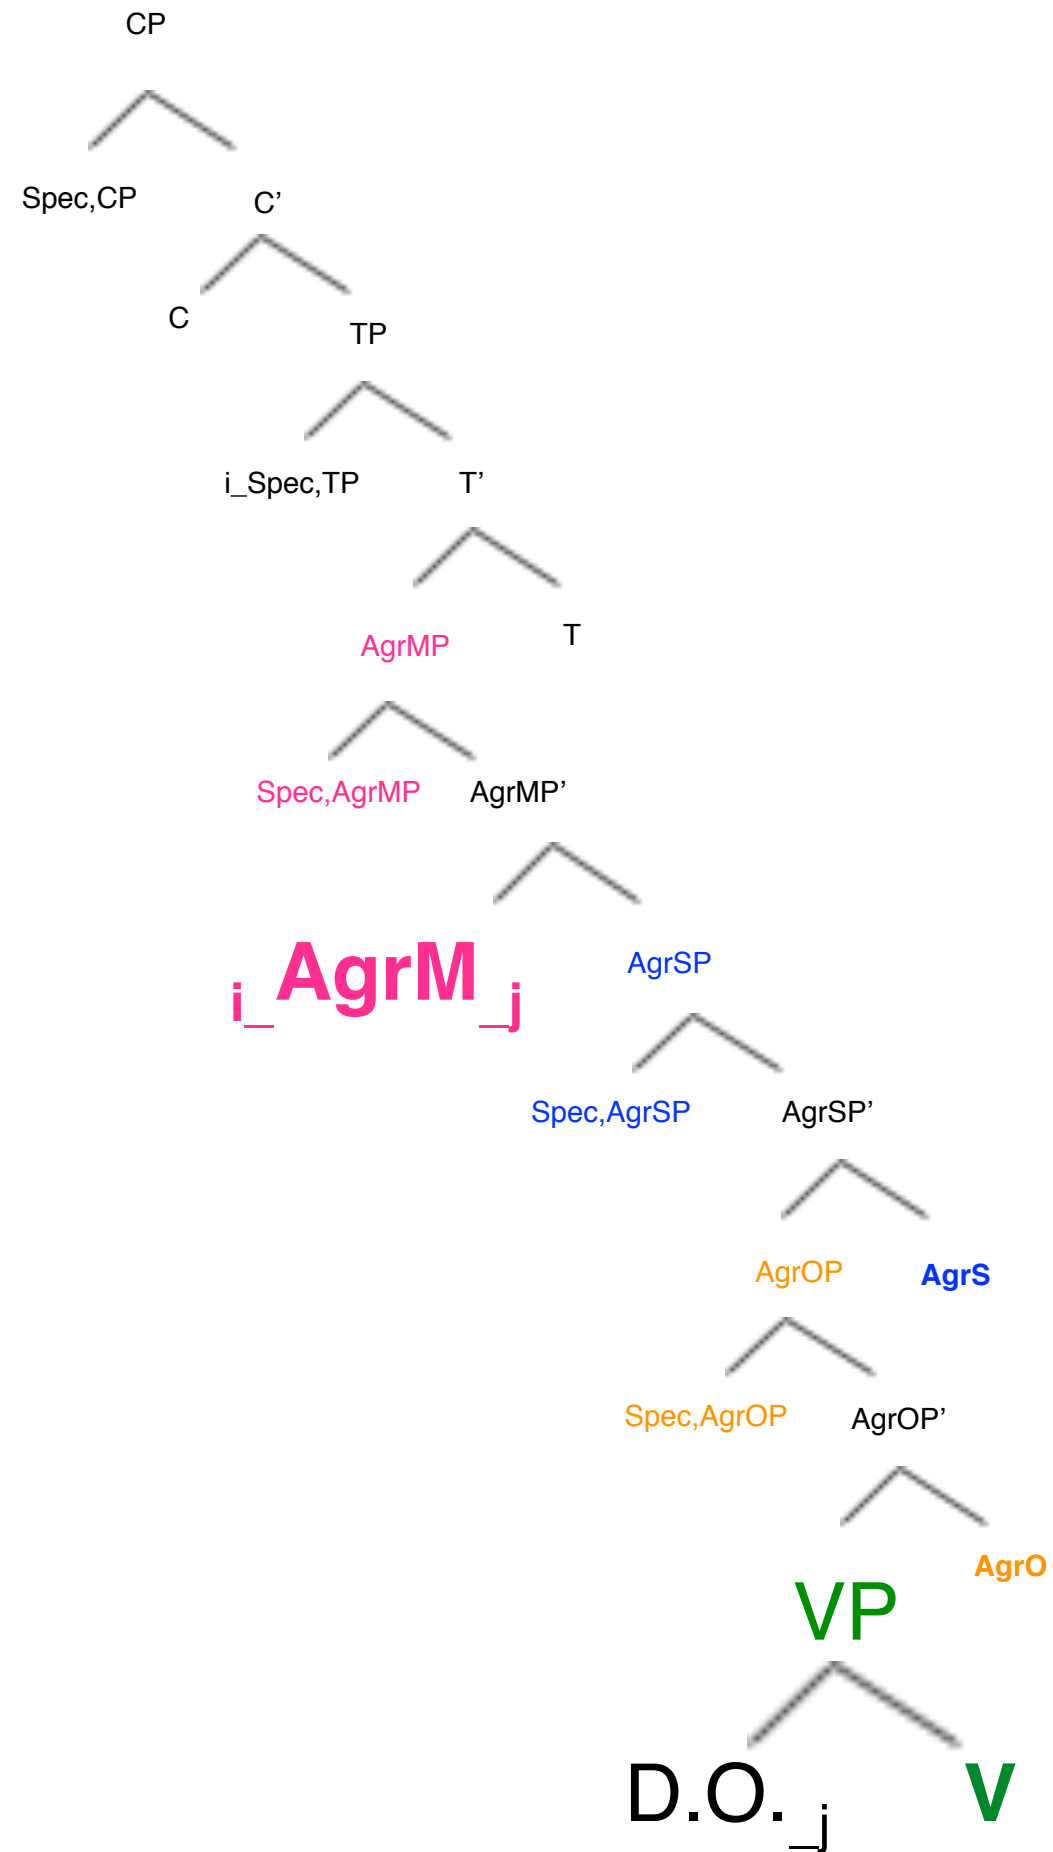 CP
Spec,CP C’
C TP
i_Spec,TP T’
AgrMP T
Spec,AgrMP AgrMP’
i_AgrM_j AgrSP
Spec,AgrSP AgrSP’
AgrOP AgrS
Spec,AgrOP AgrOP’
AgrO
VP
D.O._j V